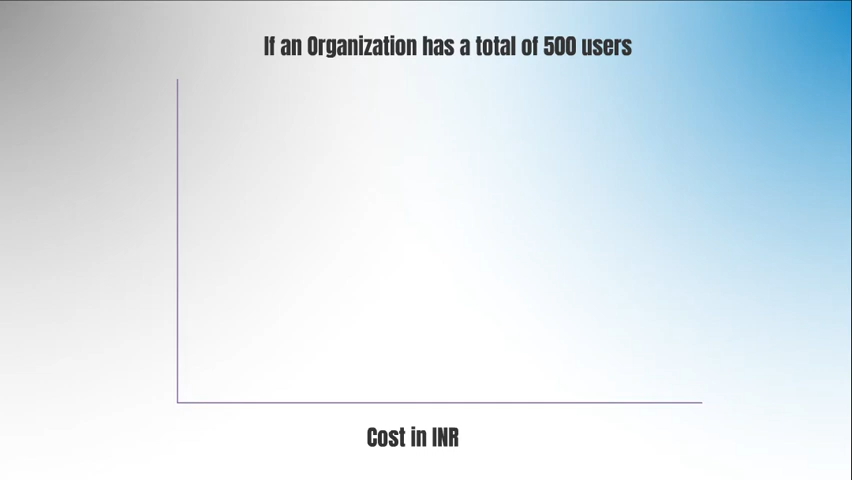 If an Organization has a total of 500 users
Cost in INR